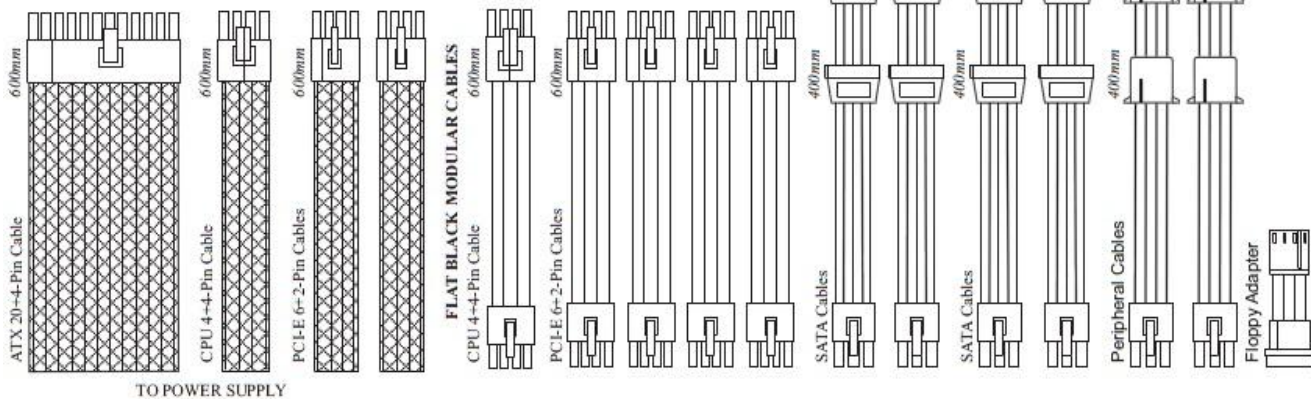 600mm
ATX 20+4-Pin Cable
600mm
CPU 4+4-Pin Cable
600mm
PCI-E 6+2-Pin Cables
TO POWER SUPPLY
FLAT BLACK MODULAR CABLES
600mm
CPU 4+4-Pin Cable
600mm
PCI-E 6+2-Pin Cables
400mm
SATA Cables
400mm
SATA Cables
400mm
Peripheral Cables
Floppy Adapter